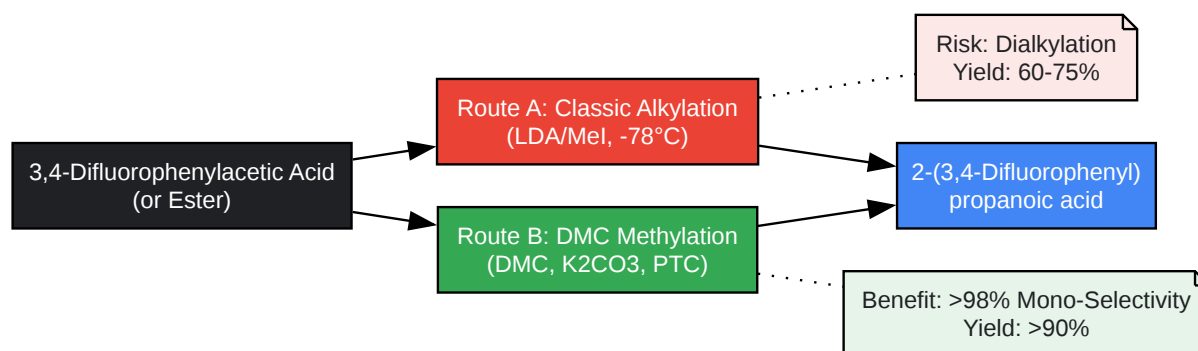 3,4-Difluorophenylacetic Acid
(or Ester)
Route A: Classic Alkylation
(LDA/MeI, -78°C)
Risk: Dialkylation
Yield: 60-75%
Route B: DMC Methylation
(DMC, K2CO3, PTC)
Benefit: >98% Mono-Selectivity
Yield: >90%
2-(3,4-Difluorophenyl)
propanoic acid